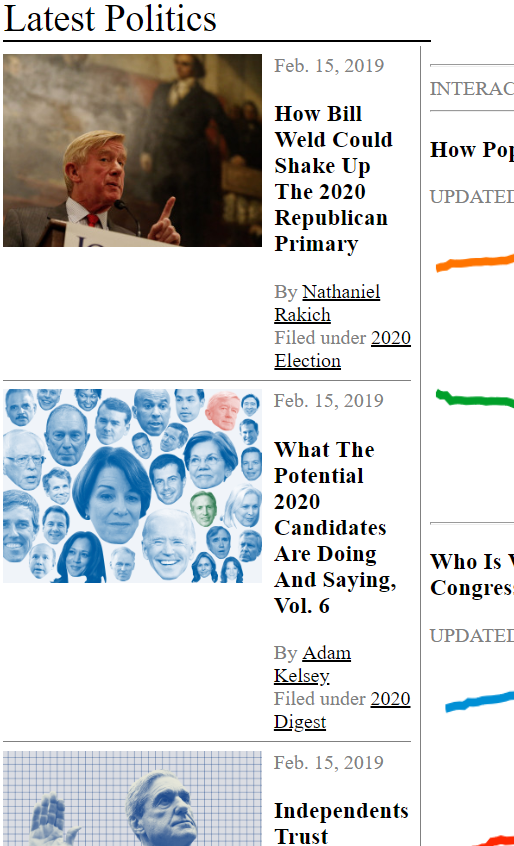 Latest Politics
Feb. 15, 2019
How Bill
Weld Could
Shake Up
The 2020
Republican
Primary
By Nathaniel
Rakich
Filed under 2020
Election
Feb. 15, 2019
What The
Potential
2020
Candidates
Are Doing
And Saying,
Vol. 6
By Adam
Kelsey
Filed under 2020
Digest
Feb. 15, 2019
Independents
Trust
INTERAC
How Pop
UPDATED
Who Is
Congres
UPDATED